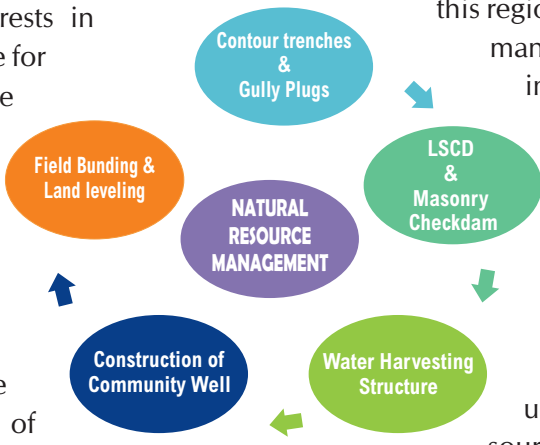 rests in
e for
e
this regio
man
in
Contour trenches
&
Gully Plugs
LSCD
&
Masonry
Checkdam
Field Bunding &
Land leveling
NATURAL
RESOURCE
MANAGEMENT
Construction of
Community Well
Water Harvesting
Structure
e
of
u
sour